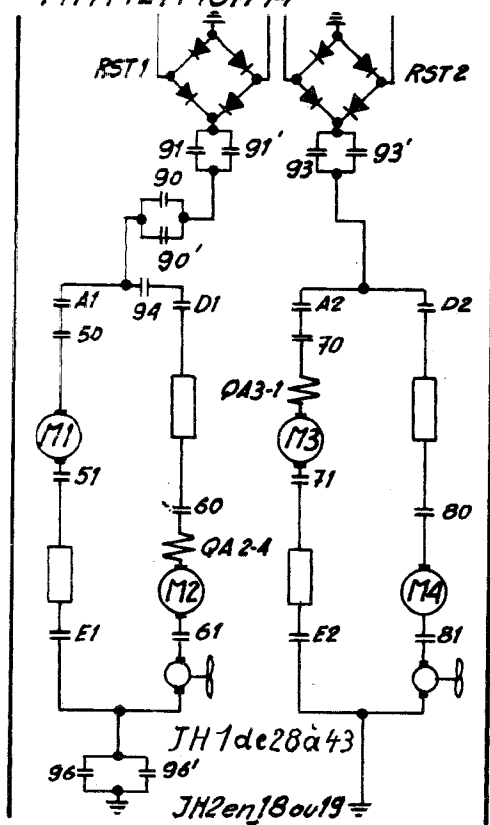 RST1
RST2
91
91'
93
93'
90
90'
A1
94
D1
A2
D2
50
70
QA3-1
M1
M3
51
71
60
80
QA2-4
M2
M4
E1
61
E2
81
JH1de28à43
96
96'
JH2en18ou19